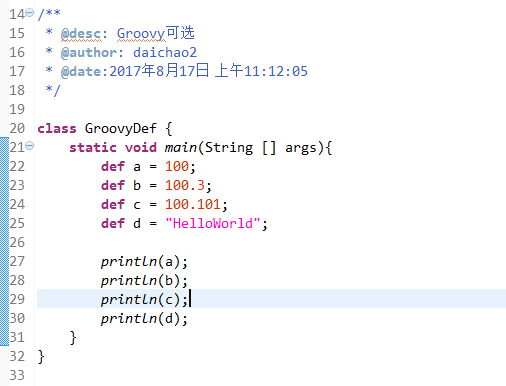 14 /**
15  * @desc: Groovy可选
16  * @author: daichao2
17  * @date:2017年8月17日 上午11:12:05
18  */
19
20 class GroovyDef {
21     static void main(String [] args){
22         def a = 100;
23         def b = 100.3;
24         def c = 100.101;
25         def d = "HelloWorld";
26
27         println(a);
28         println(b);
29         println(c);
30         println(d);
31     }
32 }
33